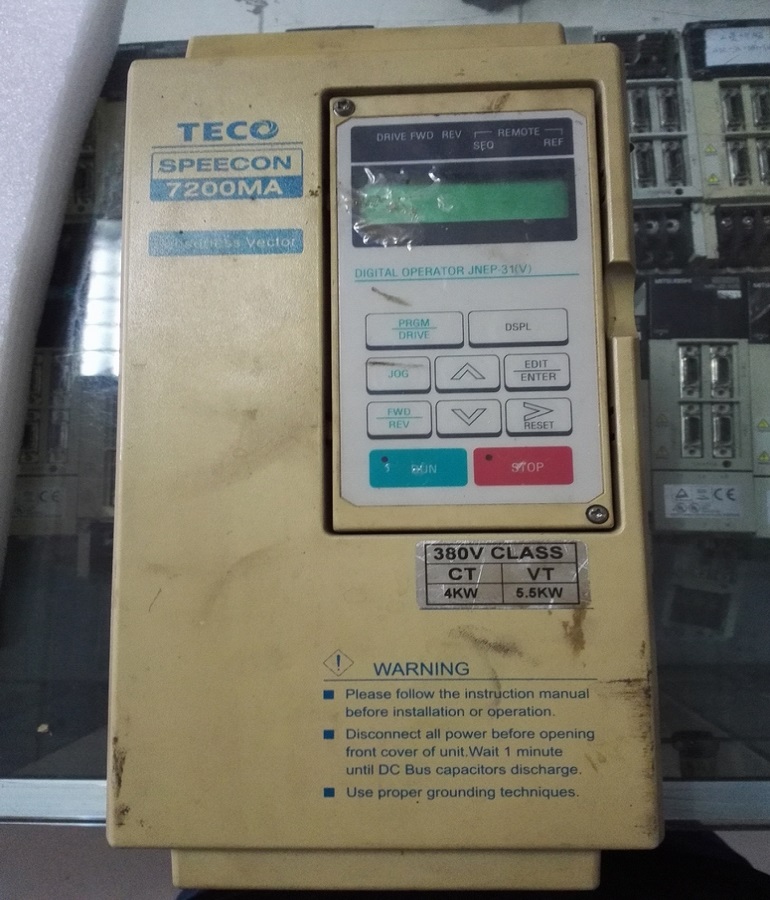 TECO
SPEECON
7200MA
Vector
DRIVE FWD REV REMOTE
SEQ REF
DIGITAL OPERATOR JNEP-31(V)
PRGM
DRIVE
DSPL
JOG
EDIT
ENTER
FWD
REV
RESET
RUN
STOP
380V CLASS
CT VT
4KW 5.5KW
WARNING
Please follow the instruction manual
before installation or operation.
Disconnect all power before opening
front cover of unit.Wait 1 minute
until DC Bus capacitors discharge.
Use proper grounding techniques.